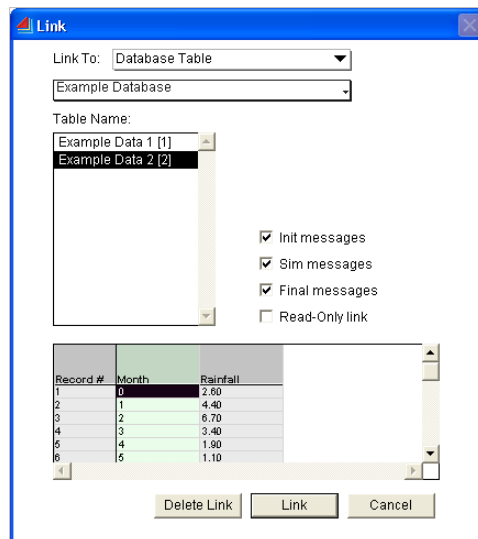 Link
Link To: Database Table
Example Database
Table Name:
Example Data 1 [1]
Example Data 2 [2]
Init messages
Sim messages
Final messages
Read-Only link
Record # Month Rainfall
1 0 2.60
2 1 4.40
3 2 6.70
4 3 3.40
5 4 1.90
6 5 1.10
Delete Link Link Cancel